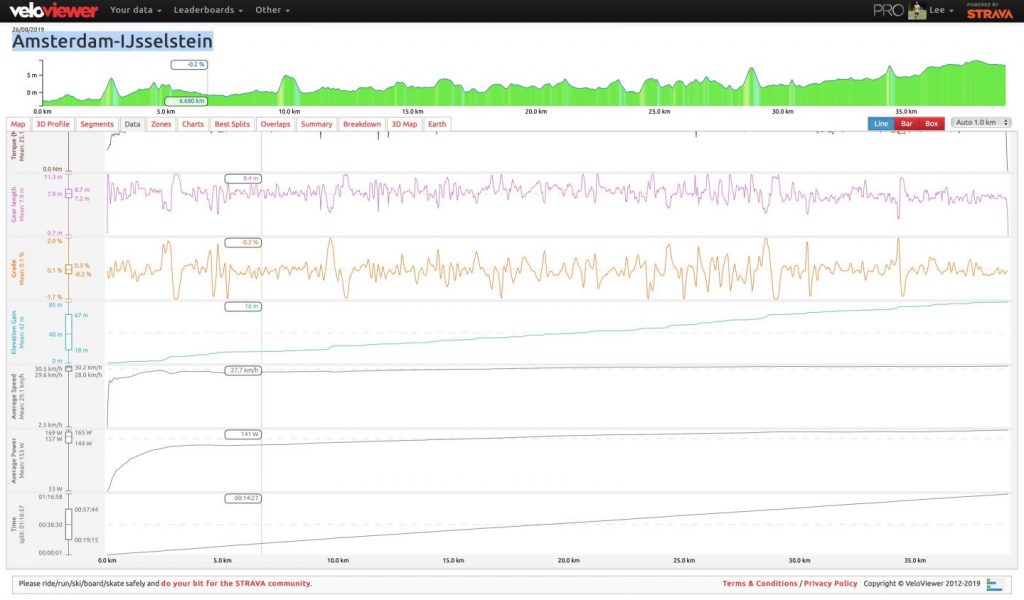 veloviewer Your data Leaderboards Other PRO Lee POWERED BY STRAVA
26/08/2019
Amsterdam-IJsselstein
-0.2 %
5 m
0 m
6.680 km
0.0 km 5.0 km 10.0 km 15.0 km 20.0 km 25.0 km 30.0 km 35.0 km
Map 3D Profile Segments Data Zones Charts Best Splits Overlaps Summary Breakdown 3D Map Earth Line Bar Box Auto 1.0 km
Torque
Mean: 25.
0.0 Nm
Gear length
Mean: 7.9 m
11.3 m
7.9 m
0.7 m
8.7 m
7.2 m
8.4 m
Grade
Mean: 0.1 %
2.0 %
0.1 %
-1.7 %
0.3 %
-0.2 %
-0.2 %
Elevation Gain
Mean: 42 m
85 m
40 m
0 m
67 m
18 m
16 m
Average Speed
Mean: 29.1 km/h
30.5 km/h
29.6 km/h
2.5 km/h
30.2 km/h
28.0 km/h
27.7 km/h
Average Power
Mean: 153 W
169 W
157 W
53 W
165 W
144 W
141 W
Time
split: 01:16:57
01:16:58
00:38:30
00:00:01
00:57:44
00:19:15
00:14:27
0.0 km 5.0 km 10.0 km 15.0 km 20.0 km 25.0 km 30.0 km 35.0 km
Please ride/run/ski/board/skate safely and do your bit for the STRAVA community. Terms & Conditions / Privacy Policy Copyright © VeloViewer 2012-2019